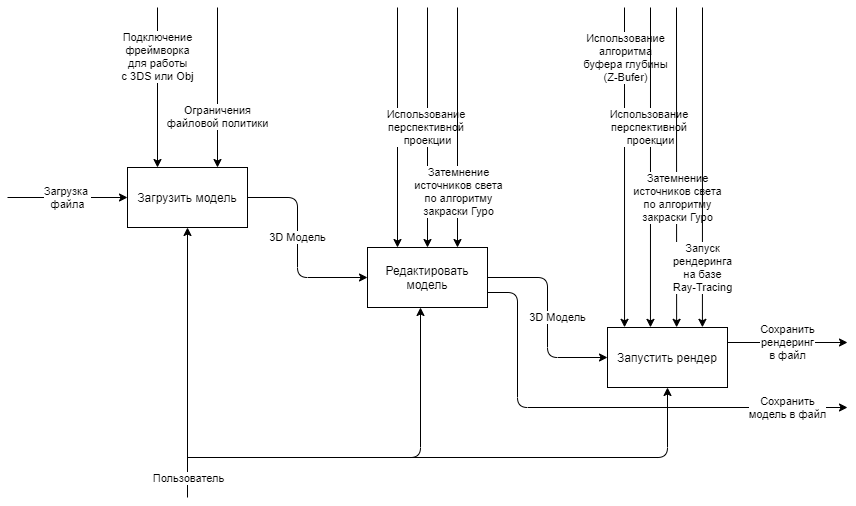 Подключение
фреймворка
для работы
с 3DS или Obj
Ограничения
файловой политики
Загрузка
файла
Загрузить модель
3D Модель
Использование
перспективной
проекции
Затемнение
источников света
по алгоритму
закраски Гуро
Редактировать
модель
3D Модель
Использование
алгоритма
буфера глубины
(Z-Bufer)
Использование
перспективной
проекции
Затемнение
источников света
по алгоритму
закраски Гуро
Запуск
рендеринга
на базе
Ray-Tracing
Запустить рендер
Сохранить
рендеринг
в файл
Сохранить
модель в файл
Пользователь